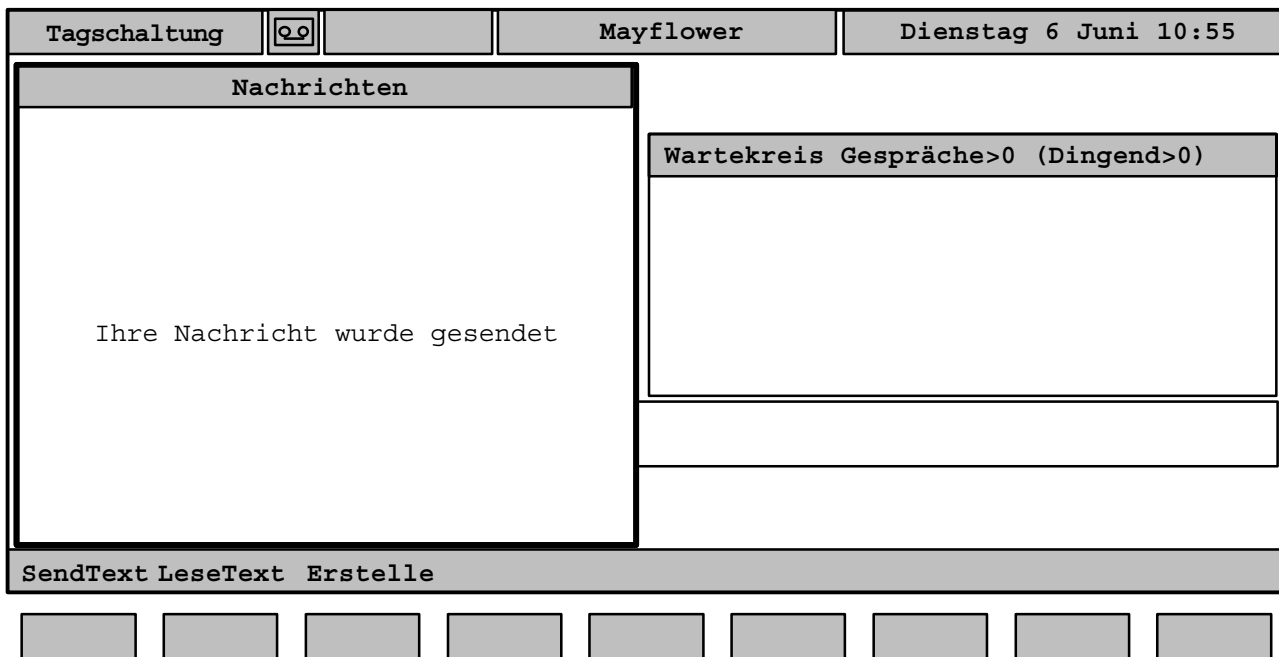 Tagschaltung Mayflower Dienstag 6 Juni 10:55
Nachrichten
Wartekreis Gespräche>0 (Dingend>0)
Ihre Nachricht wurde gesendet
SendText LeseText Erstelle